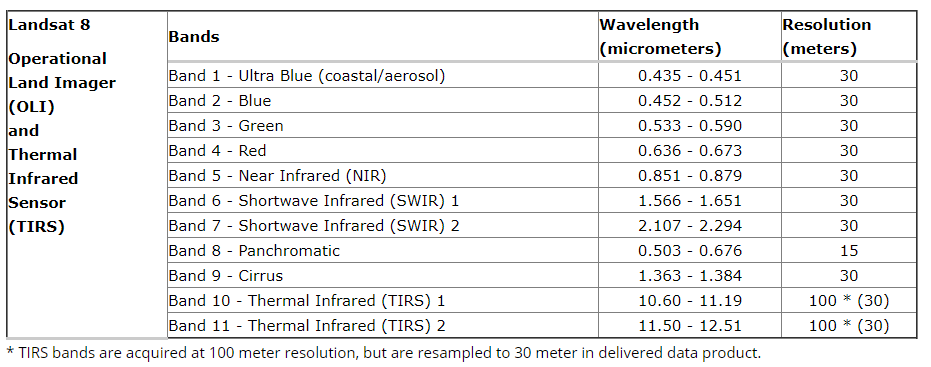 Landsat 8
Operational
Land Imager
(OLI)
and
Thermal
Infrared
Sensor
(TIRS)
Bands
Wavelength
(micrometers)
Resolution
(meters)
Band 1 - Ultra Blue (coastal/aerosol) 0.435 - 0.451 30
Band 2 - Blue 0.452 - 0.512 30
Band 3 - Green 0.533 - 0.590 30
Band 4 - Red 0.636 - 0.673 30
Band 5 - Near Infrared (NIR) 0.851 - 0.879 30
Band 6 - Shortwave Infrared (SWIR) 1 1.566 - 1.651 30
Band 7 - Shortwave Infrared (SWIR) 2 2.107 - 2.294 30
Band 8 - Panchromatic 0.503 - 0.676 15
Band 9 - Cirrus 1.363 - 1.384 30
Band 10 - Thermal Infrared (TIRS) 1 10.60 - 11.19 100 * (30)
Band 11 - Thermal Infrared (TIRS) 2 11.50 - 12.51 100 * (30)
* TIRS bands are acquired at 100 meter resolution, but are resampled to 30 meter in delivered data product.